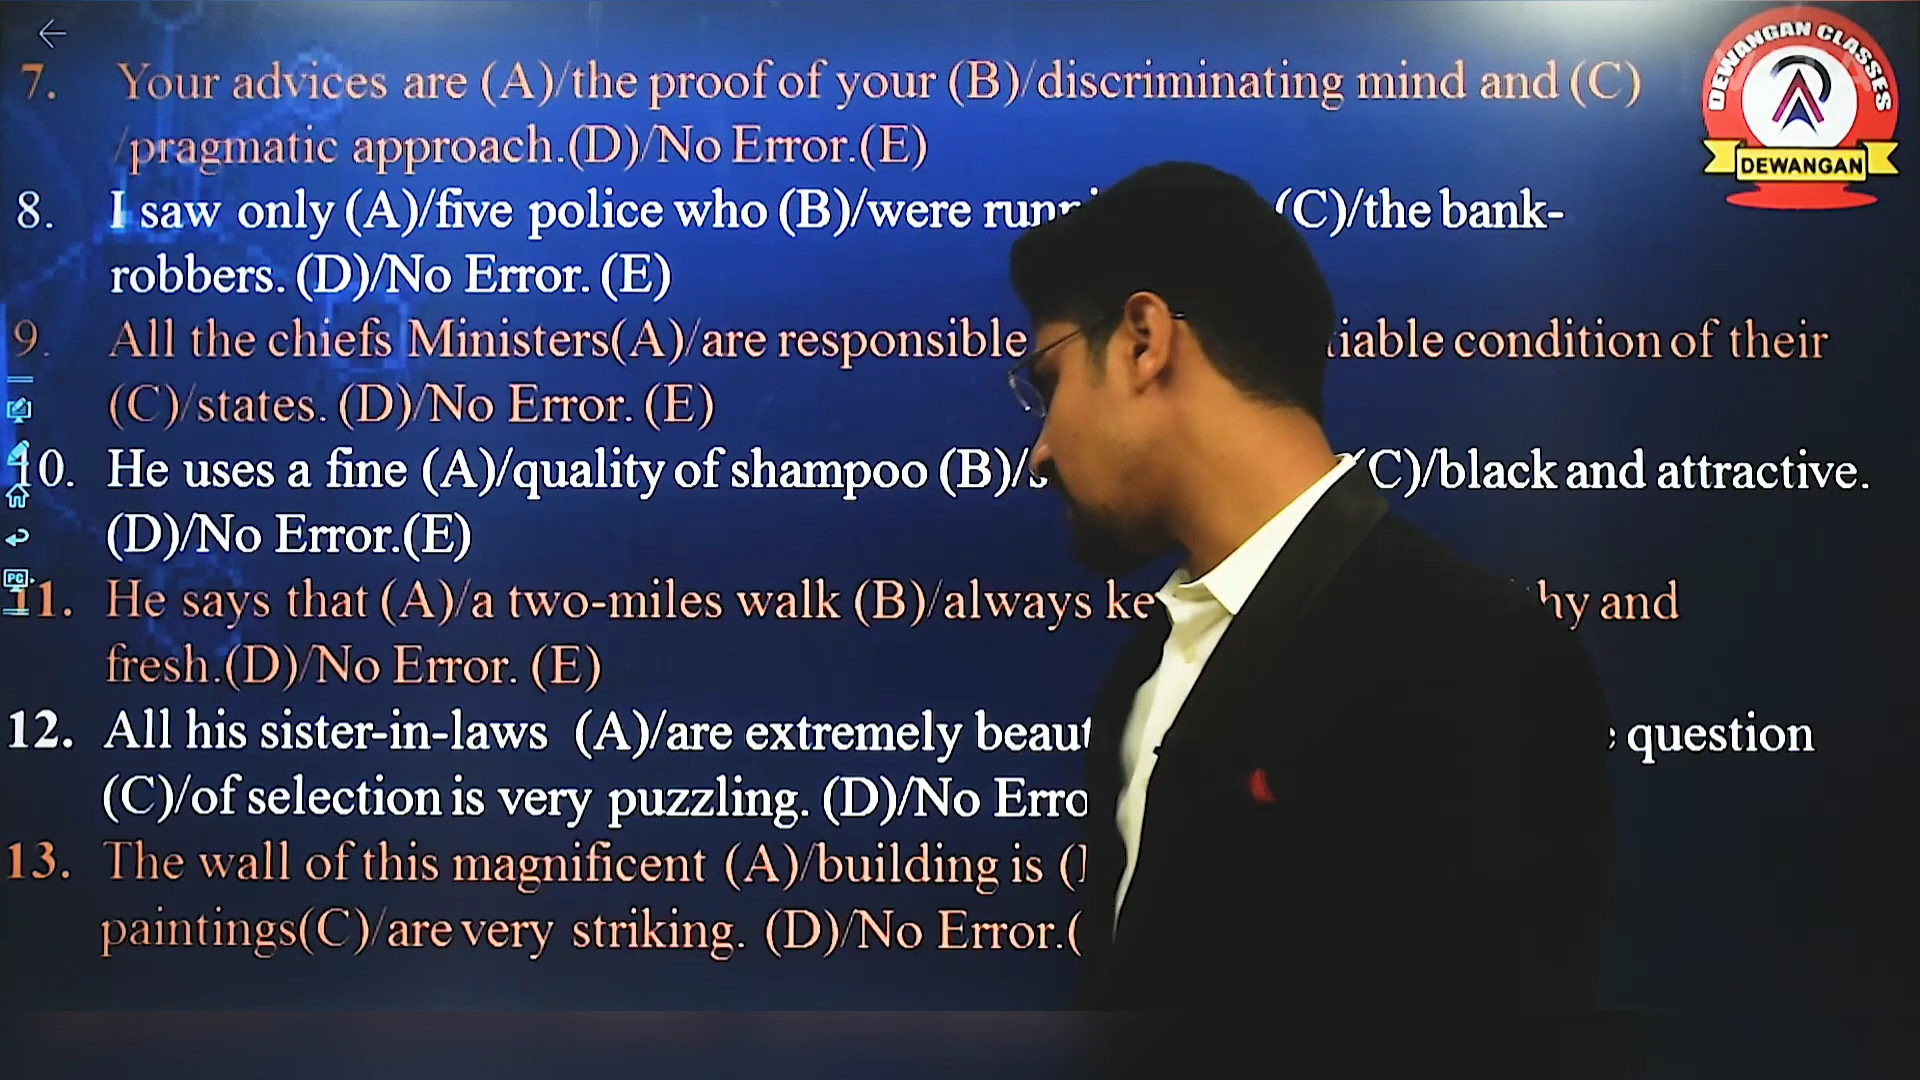 7. Your advices are (A)/the proof of your (B)/discriminating mind and (C)
/pragmatic approach.(D)/No Error.(E)
8. I saw only (A)/five police who (B)/were (C)/the bank-
robbers. (D)/No Error. (E)
9. All the chiefs Ministers(A)/are responsible condition of their
(C)/states. (D)/No Error. (E)
10. He uses a fine (A)/quality of shampoo (B)/ (C)/black and attractive.
(D)/No Error.(E)
11. He says that (A)/a two-miles walk (B)/always and
fresh.(D)/No Error. (E)
12. All his sister-in-laws (A)/are extremely question
(C)/of selection is very puzzling. (D)/No
13. The wall of this magnificent (A)/building is
paintings(C)/are very striking. (D)/No Error.(
DEWANGAN CLASSES
DEWANGAN
PC